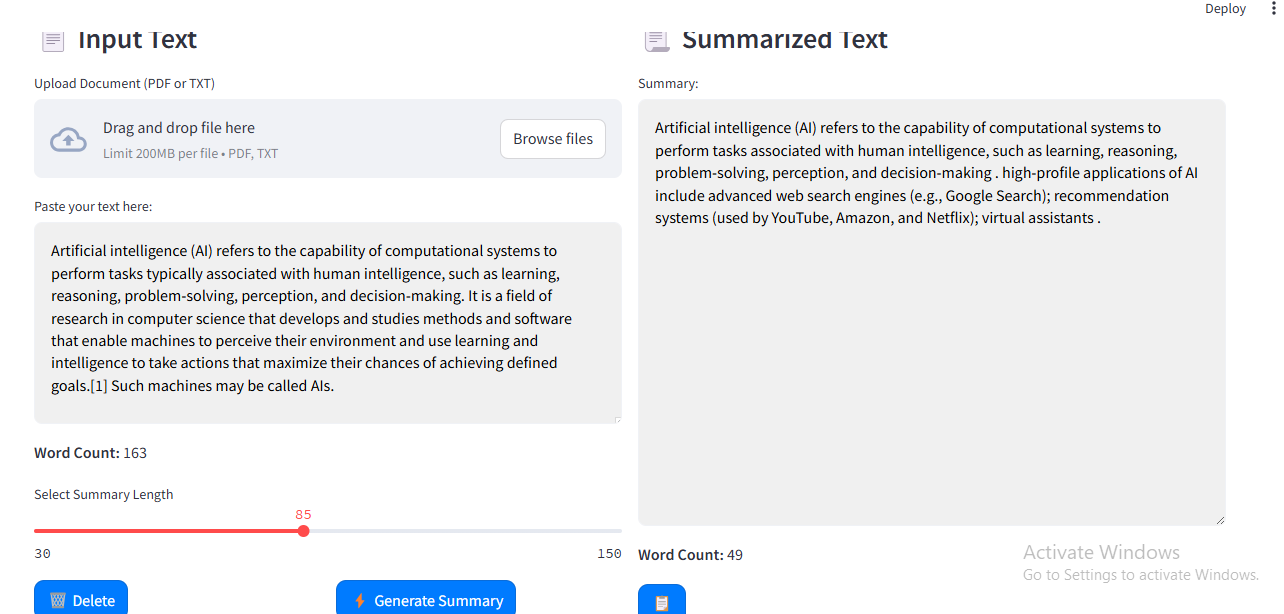 Deploy
Input Text
Upload Document (PDF or TXT)
Drag and drop file here
Limit 200MB per file • PDF, TXT
Browse files
Paste your text here:
Artificial intelligence (AI) refers to the capability of computational systems to
perform tasks typically associated with human intelligence, such as learning,
reasoning, problem-solving, perception, and decision-making. It is a field of
research in computer science that develops and studies methods and software
that enable machines to perceive their environment and use learning and
intelligence to take actions that maximize their chances of achieving defined
goals.[1] Such machines may be called AIs.
Word Count: 163
Select Summary Length
85
30
150
Delete
Generate Summary
Summarized Text
Summary:
Artificial intelligence (AI) refers to the capability of computational systems to
perform tasks associated with human intelligence, such as learning, reasoning,
problem-solving, perception, and decision-making . high-profile applications of AI
include advanced web search engines (e.g., Google Search); recommendation
systems (used by YouTube, Amazon, and Netflix); virtual assistants .
Word Count: 49
Activate Windows
Go to Settings to activate Windows.